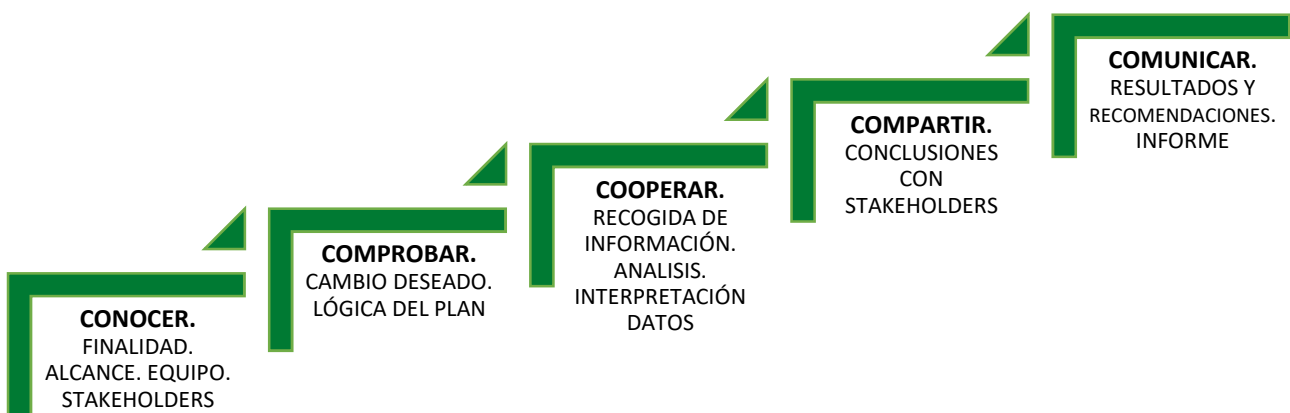 CONOCER.
FINALIDAD.
ALCANCE. EQUIPO.
STAKEHOLDERS
COMPROBAR.
CAMBIO DESEADO.
LÓGICA DEL PLAN
COOPERAR.
RECOGIDA DE
INFORMACIÓN.
ANALISIS.
INTERPRETACIÓN
DATOS
COMPARTIR.
CONCLUSIONES
CON
STAKEHOLDERS
COMUNICAR.
RESULTADOS Y
RECOMENDACIONES.
INFORME